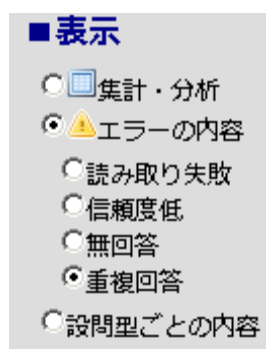 ■表示
集計・分析
エラーの内容
読み取り失敗
信頼度低
無回答
重複回答
設問型ごとの内容